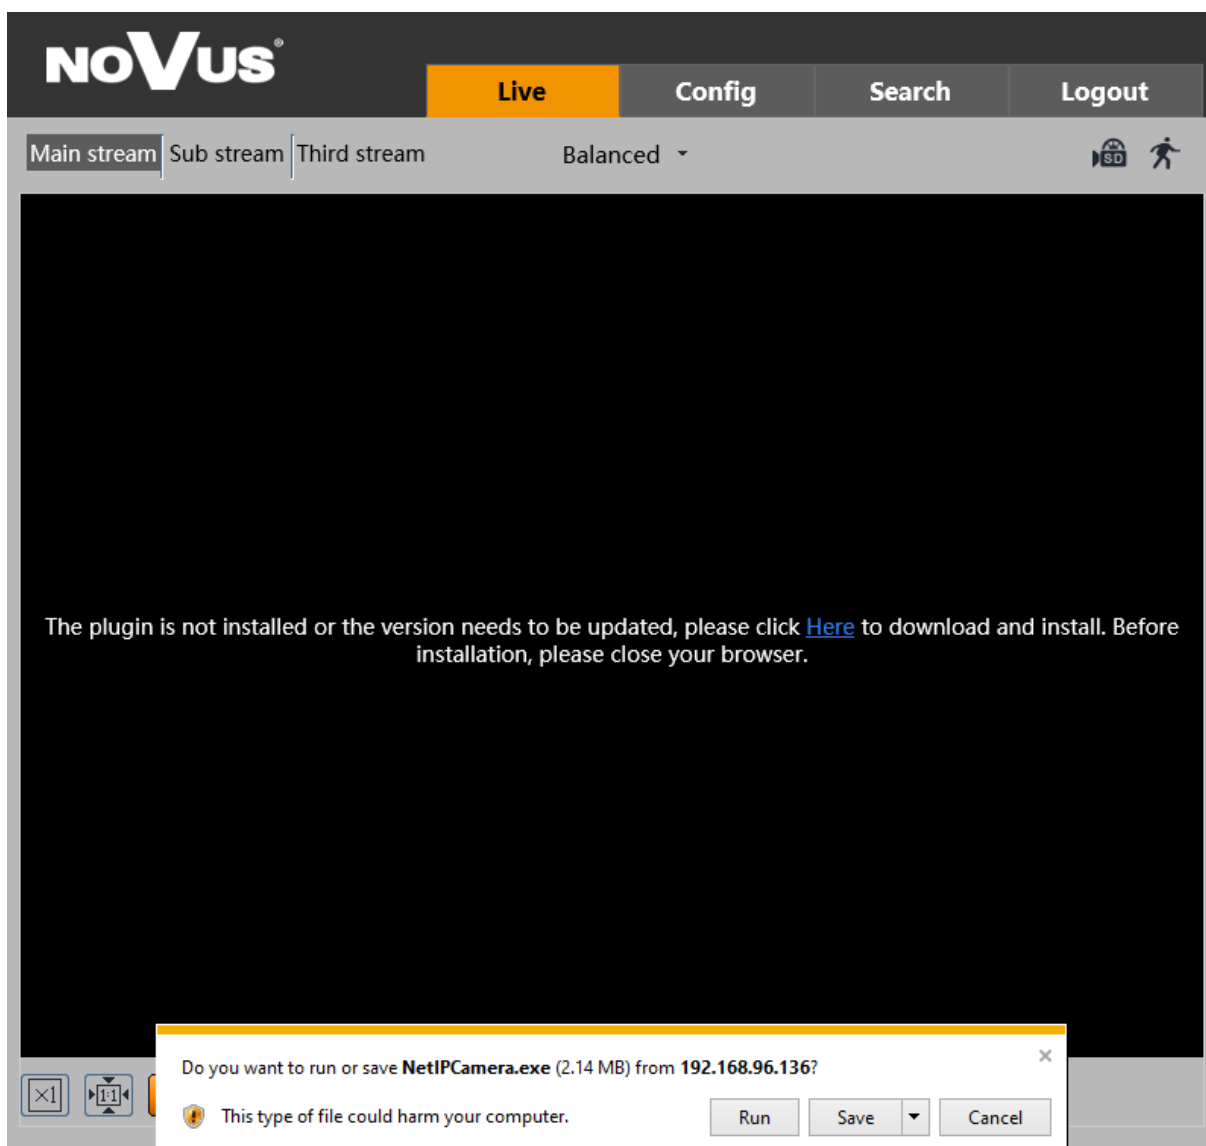 NOVUS®
Live Config Search Logout
Main stream Sub stream Third stream Balanced
SD
The plugin is not installed or the version needs to be updated, please click Here to download and install. Before
installation, please close your browser.
Do you want to run or save NetIPCamera.exe (2.14 MB) from 192.168.96.136?
×1 1:1
This type of file could harm your computer. Run Save Cancel